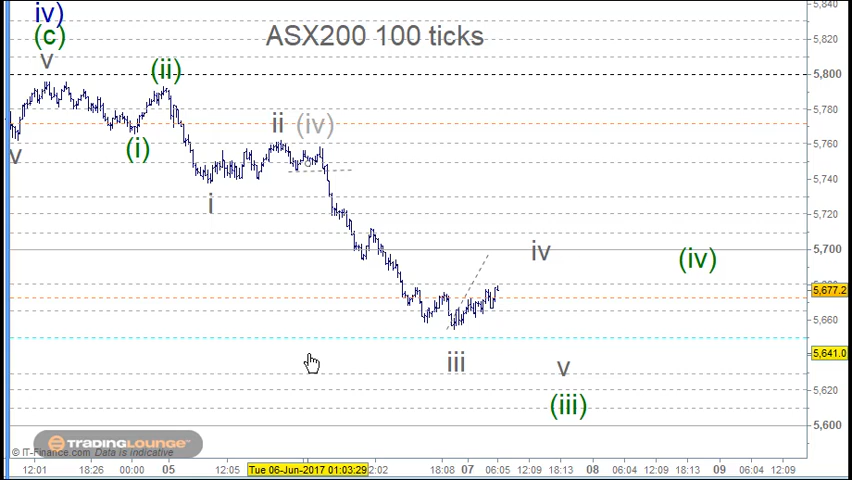 iv)
(c)
v
ASX200 100 ticks
5,840
5,820
(ii)
5,800
5,780
ii (iv)
5,760
v
(i)
5,740
i
5,720
iv
5,700
(iv)
5,677.2
5,660
5,641.0
iii
v
(iii)
5,620
5,600
TRADINGLOUNGE
© IT-Finance.com Data is indicative
12:01 18:26 00:00 05 12:05 Tue 06-Jun-2017 01:03:29 2:02 18:08 07 06:05 12:09 18:13 08 06:04 12:09 18:13 09 06:04 12:09